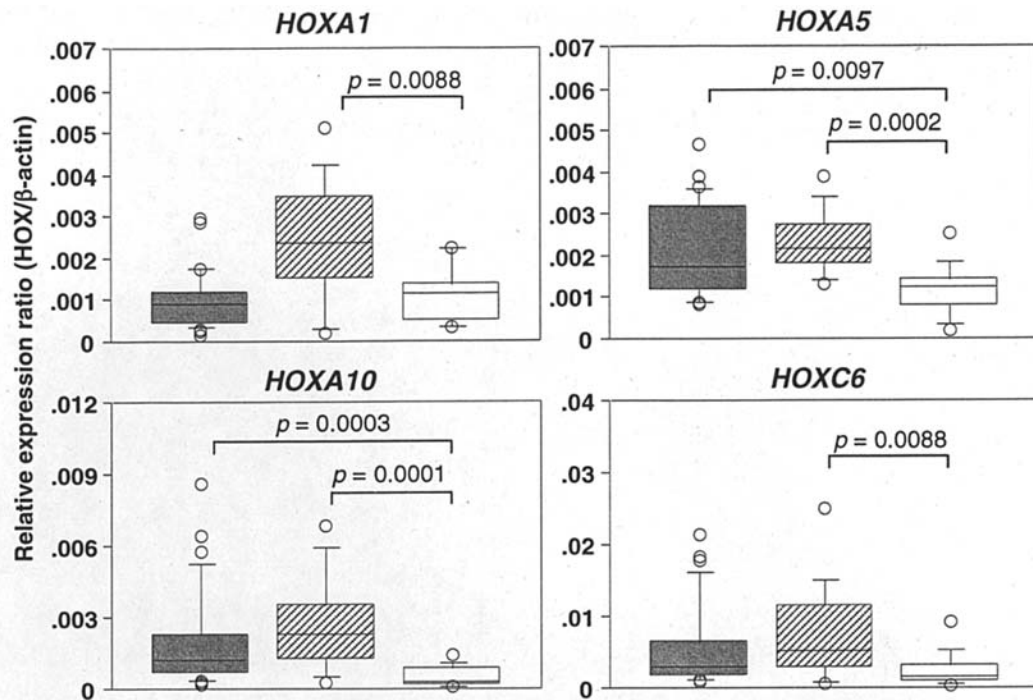 HOXA1
HOXA5
Relative expression ratio (HOX/β-actin)
.007
.006
.005
.004
.003
.002
.001
0
p = 0.0088
.007
.006
.005
.004
.003
.002
.001
0
p = 0.0097
p = 0.0002
HOXA10
HOXC6
.012
.009
.006
.003
0
p = 0.0003
p = 0.0001
.04
.03
.02
.01
0
p = 0.0088